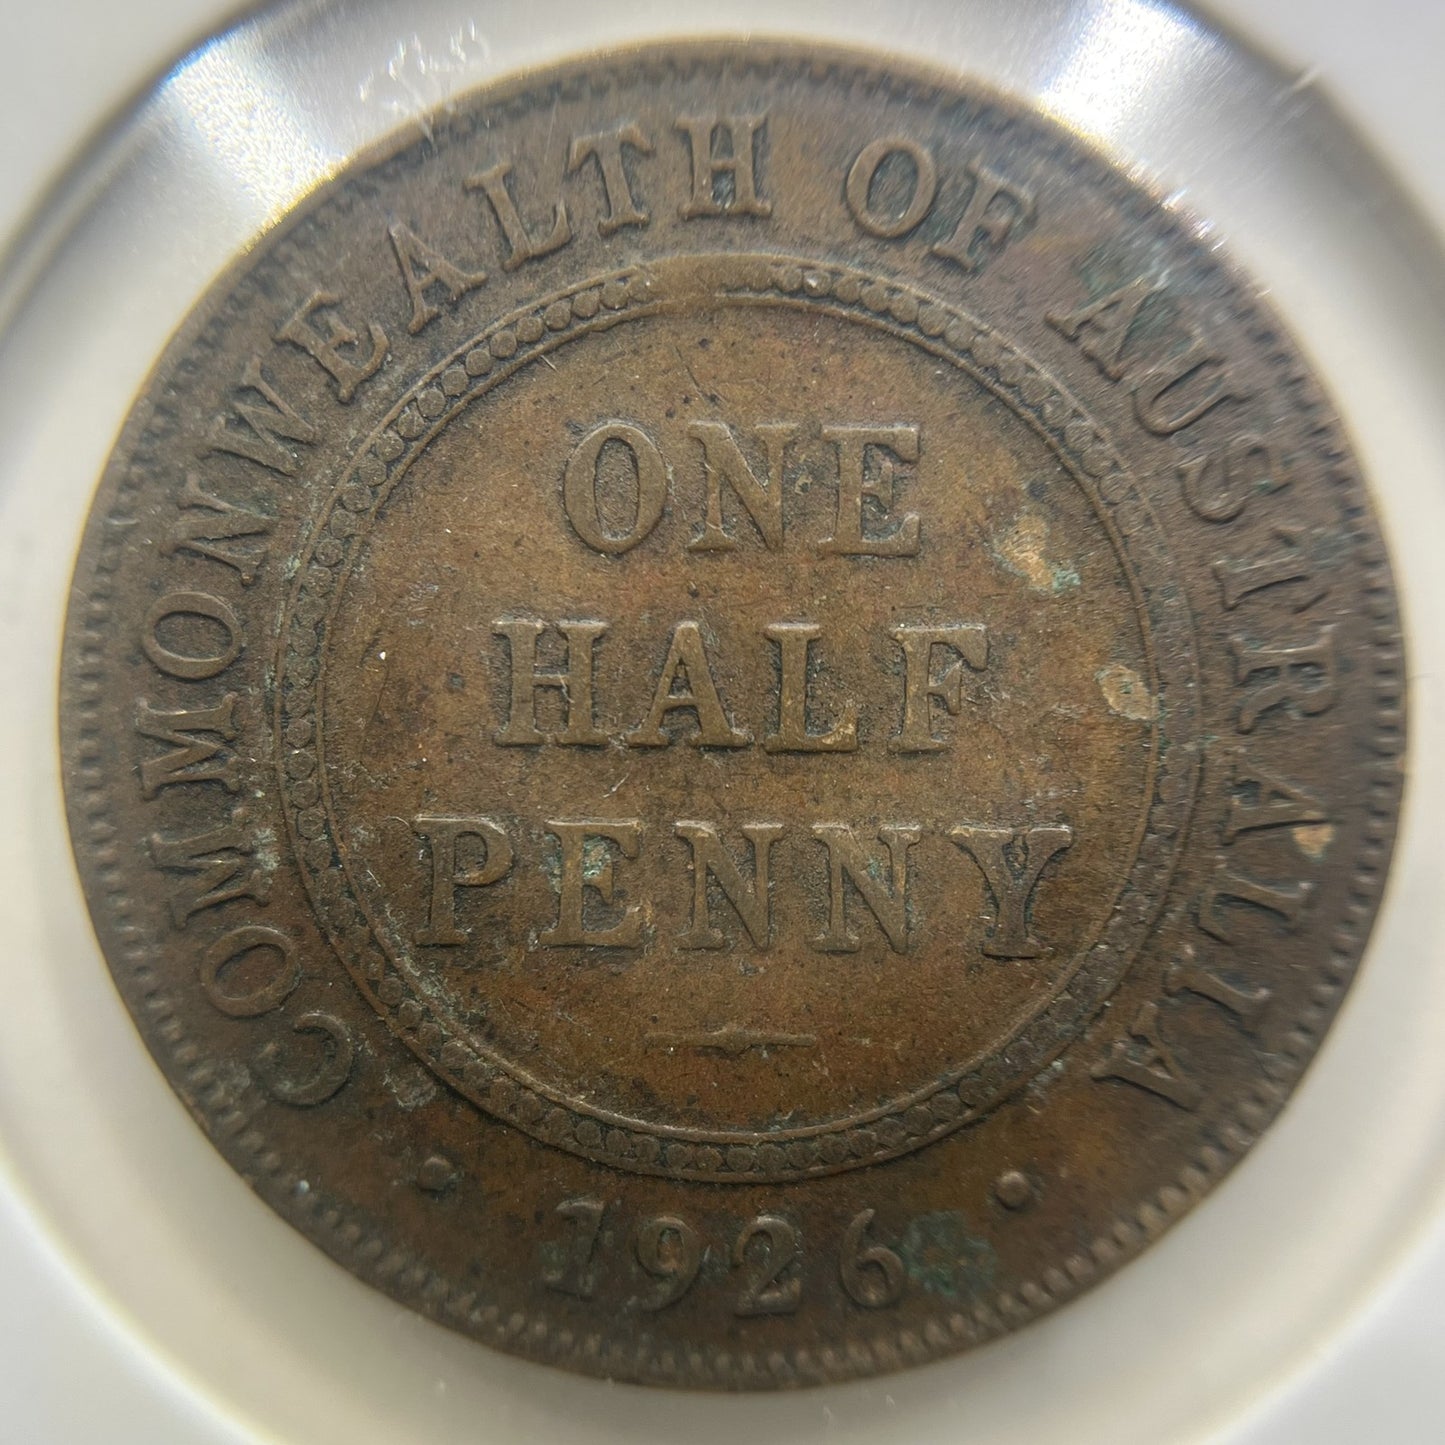 COMMONWEALTH OF AUSTRALIA
ONE
HALF
PENNY
1926